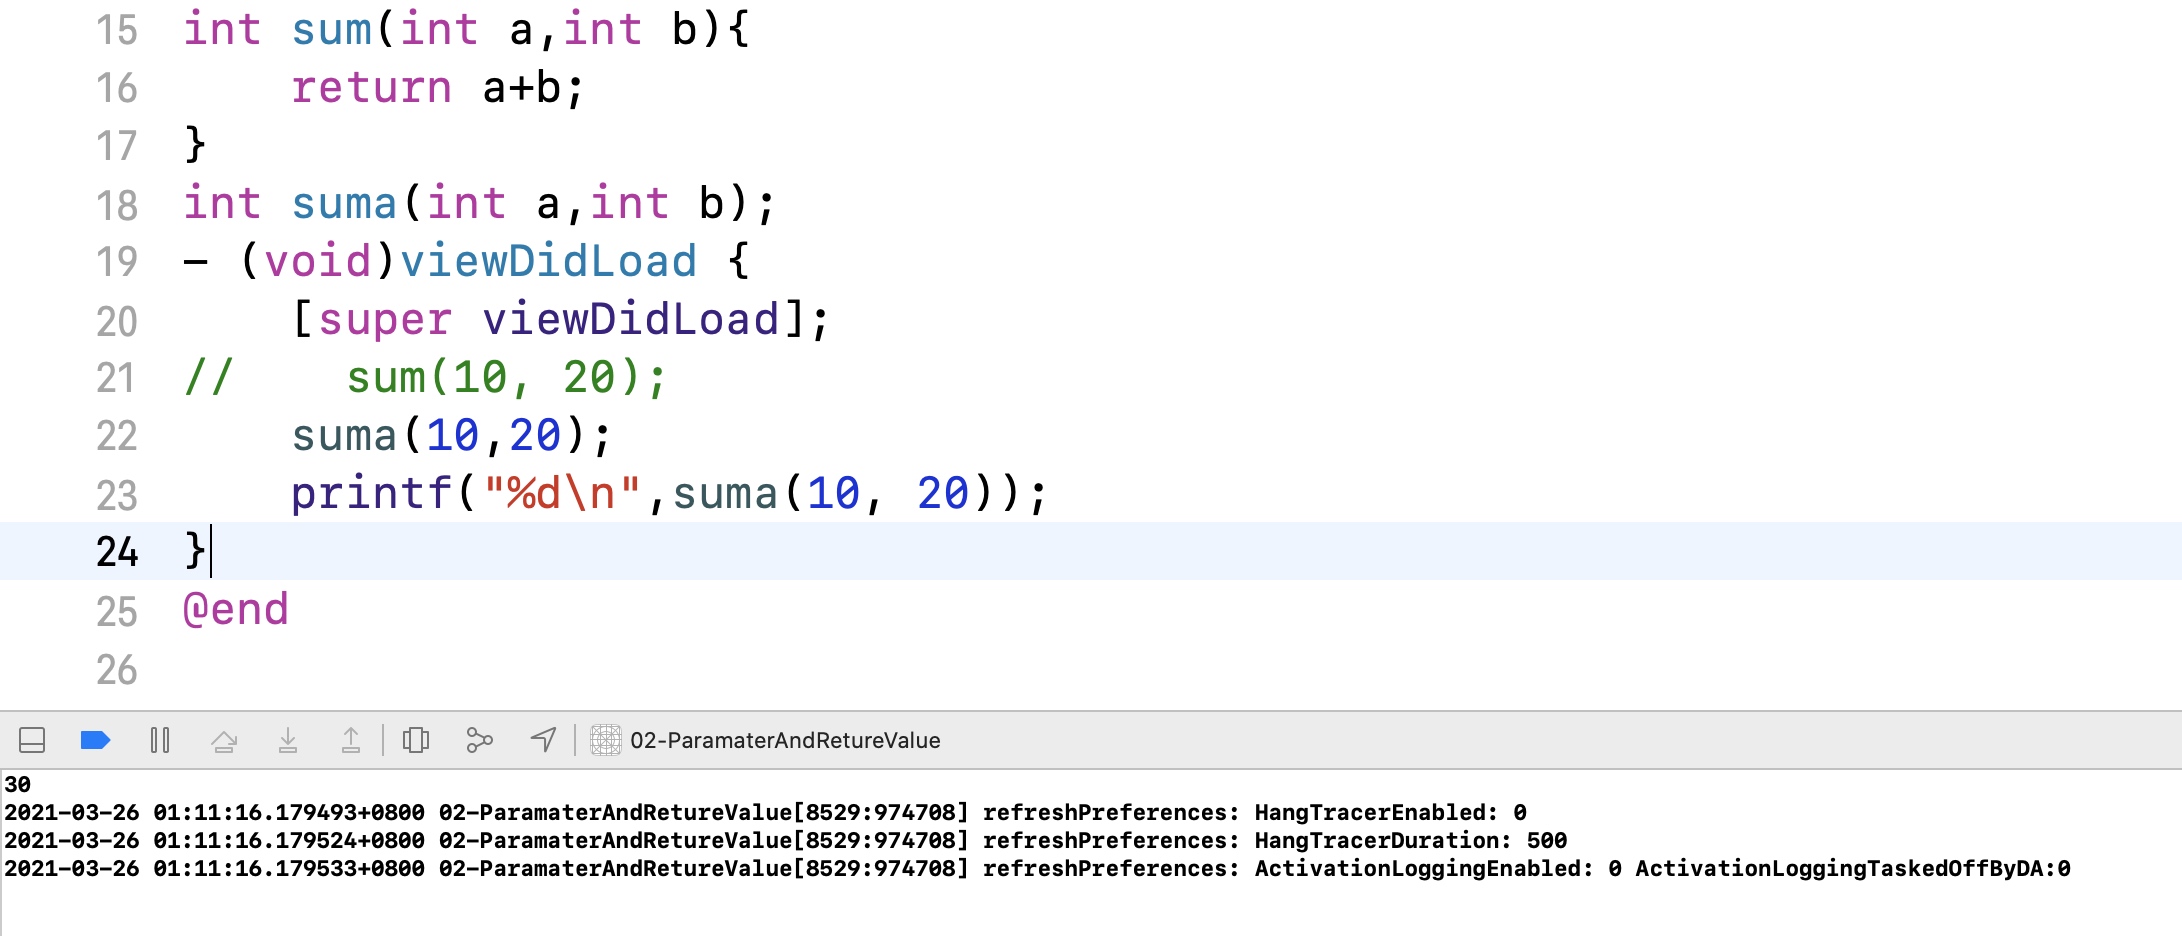 15 int sum(int a,int b){
16     return a+b;
17 }
18 int suma(int a,int b);
19 - (void)viewDidLoad {
20     [super viewDidLoad];
21 //    sum(10, 20);
22     suma(10,20);
23     printf("%d\n",suma(10, 20));
24 }
25 @end
26
02-ParamaterAndRetureValue
30
2021-03-26 01:11:16.179493+0800 02-ParamaterAndRetureValue[8529:974708] refreshPreferences: HangTracerEnabled: 0
2021-03-26 01:11:16.179524+0800 02-ParamaterAndRetureValue[8529:974708] refreshPreferences: HangTracerDuration: 500
2021-03-26 01:11:16.179533+0800 02-ParamaterAndRetureValue[8529:974708] refreshPreferences: ActivationLoggingEnabled: 0 ActivationLoggingTaskedOffByDA:0